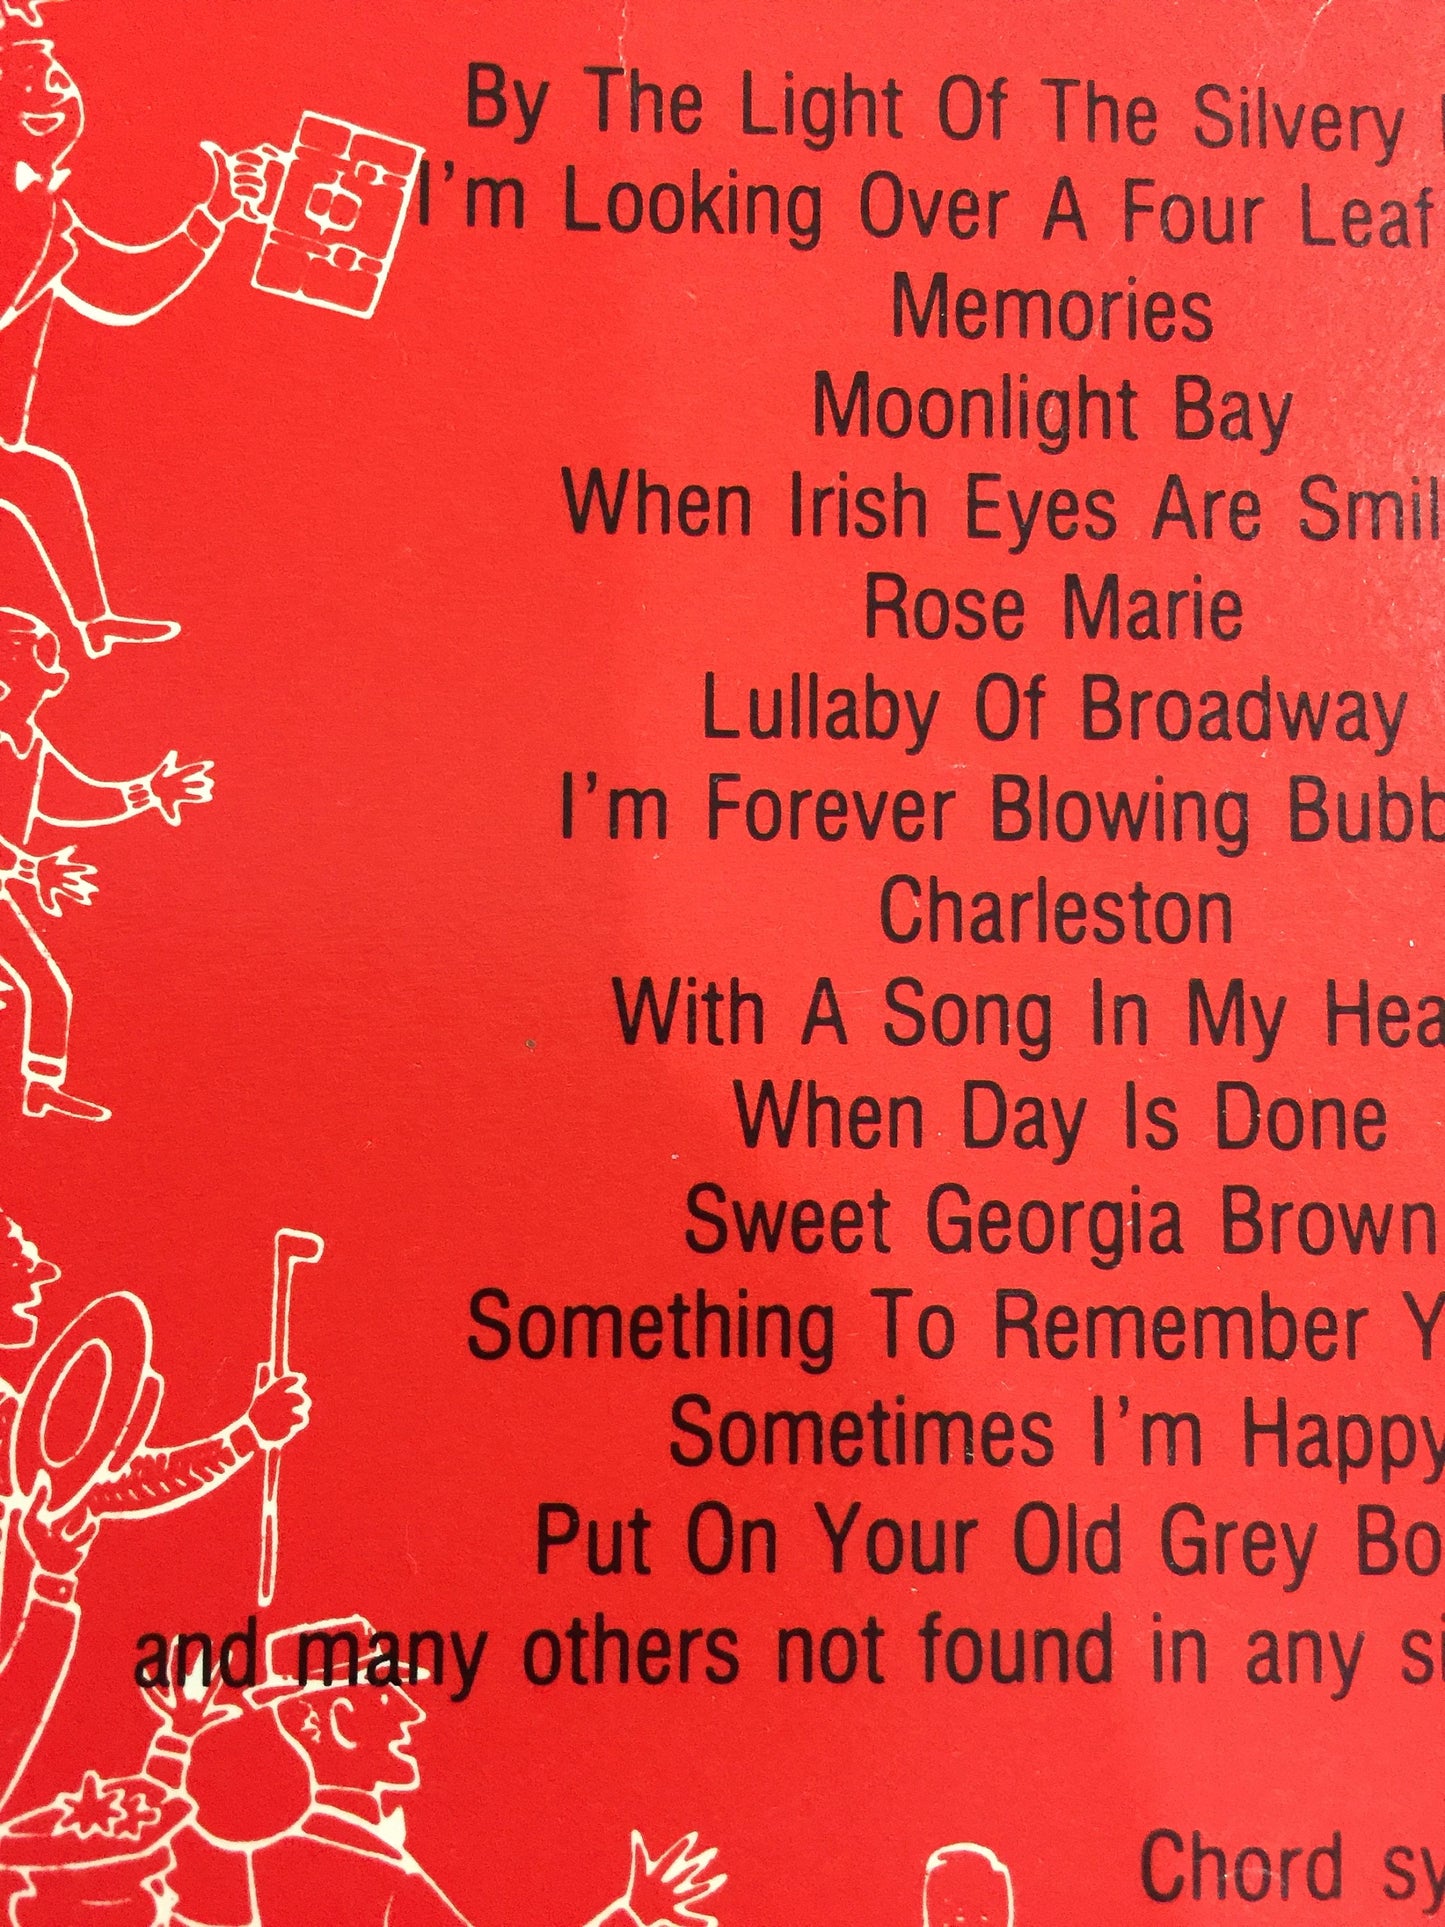 By The Light Of The Silvery
I'm Looking Over A Four Leaf
Memories
Moonlight Bay
When Irish Eyes Are Smil
Rose Marie
Lullaby Of Broadway
I'm Forever Blowing Bubb
Charleston
With A Song In My Hea
When Day Is Done
Sweet Georgia Brown
Something To Remember Y
Sometimes I'm Happy
Put On Your Old Grey Bo
and many others not found in any si
Chord sy